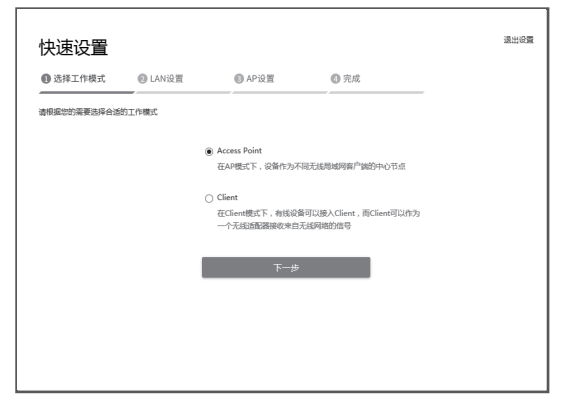 退出设置
快速设置
1 选择工作模式 2 LAN设置 3 AP设置 4 完成
请根据您的需要选择合适的工作模式
Access Point
在AP模式下，设备作为不同无线局域网客户端的中心节点
Client
在Client模式下，有线设备可以接入Client，而Client可以作为
一个无线适配器接收来自无线网络的信号
下一步